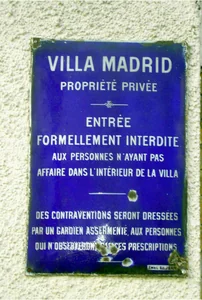 VILLA MADRID
PROPRIÉTÉ PRIVÉE
ENTRÉE
FORMELLEMENT INTERDITE
AUX PERSONNES N'AYANT PAS
AFFAIRE DANS L'INTÉRIEUR DE LA VILLA
DES CONTRAVENTIONS SERONT DRESSÉES
PAR UN GARDIEN ASSERMENTÉ, AUX PERSONNES
QUI N'OBSERVERONT PRESCRIPTIONS